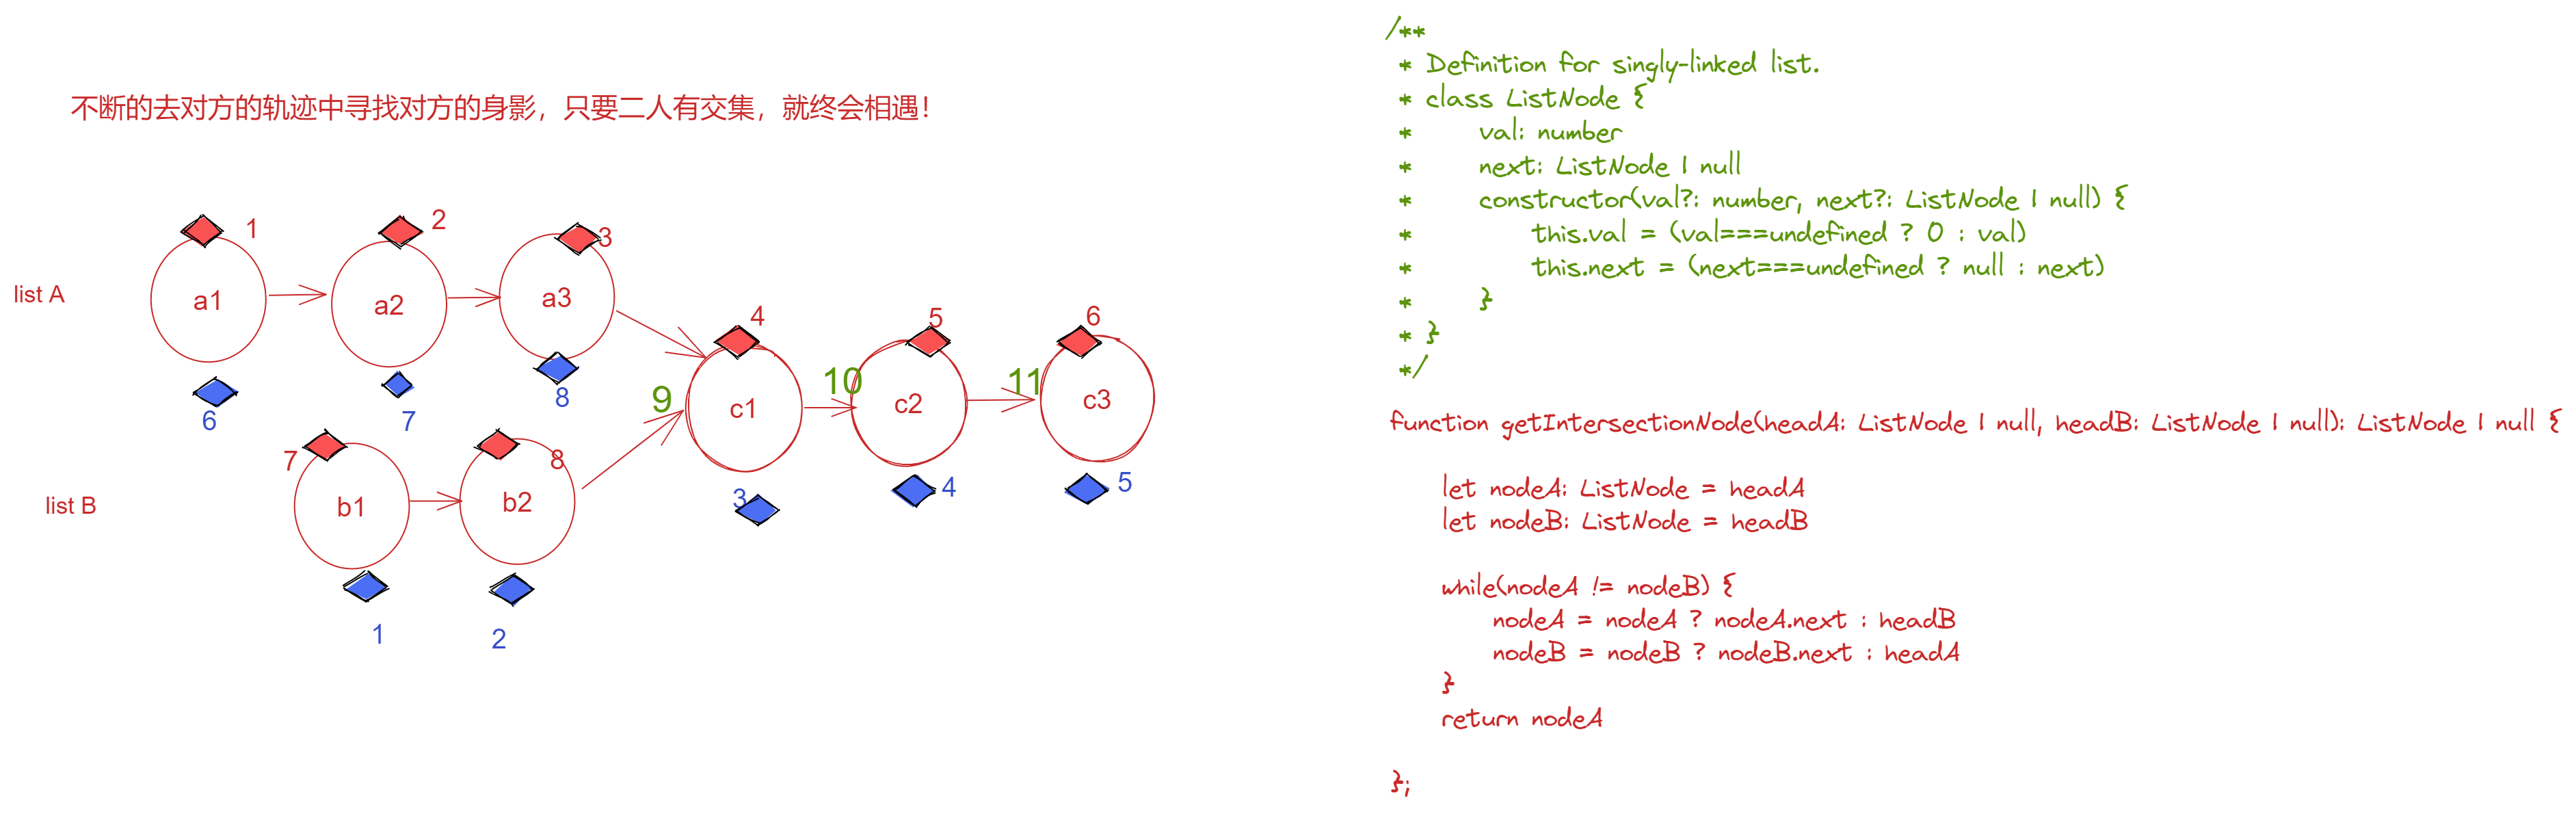 不断的去对方的轨迹中寻找对方的身影，只要二人有交集，就终会相遇！
1
2
3
list A
a1
a2
a3
4
5
6
6
7
8
9
10
11
c1
c2
c3
7
8
3
4
5
list B
b1
b2
1
2
/**
* Definition for singly-linked list.
* class ListNode {
* val: number
* next: ListNode | null
* constructor(val?: number, next?: ListNode | null) {
* this.val = (val===undefined ? 0 : val)
* this.next = (next===undefined ? null : next)
* }
* }
*/
function getIntersectionNode(headA: ListNode | null, headB: ListNode | null): ListNode | null {
let nodeA: ListNode = headA
let nodeB: ListNode = headB
while(nodeA != nodeB) {
nodeA = nodeA ? nodeA.next : headB
nodeB = nodeB ? nodeB.next : headA
}
return nodeA
};